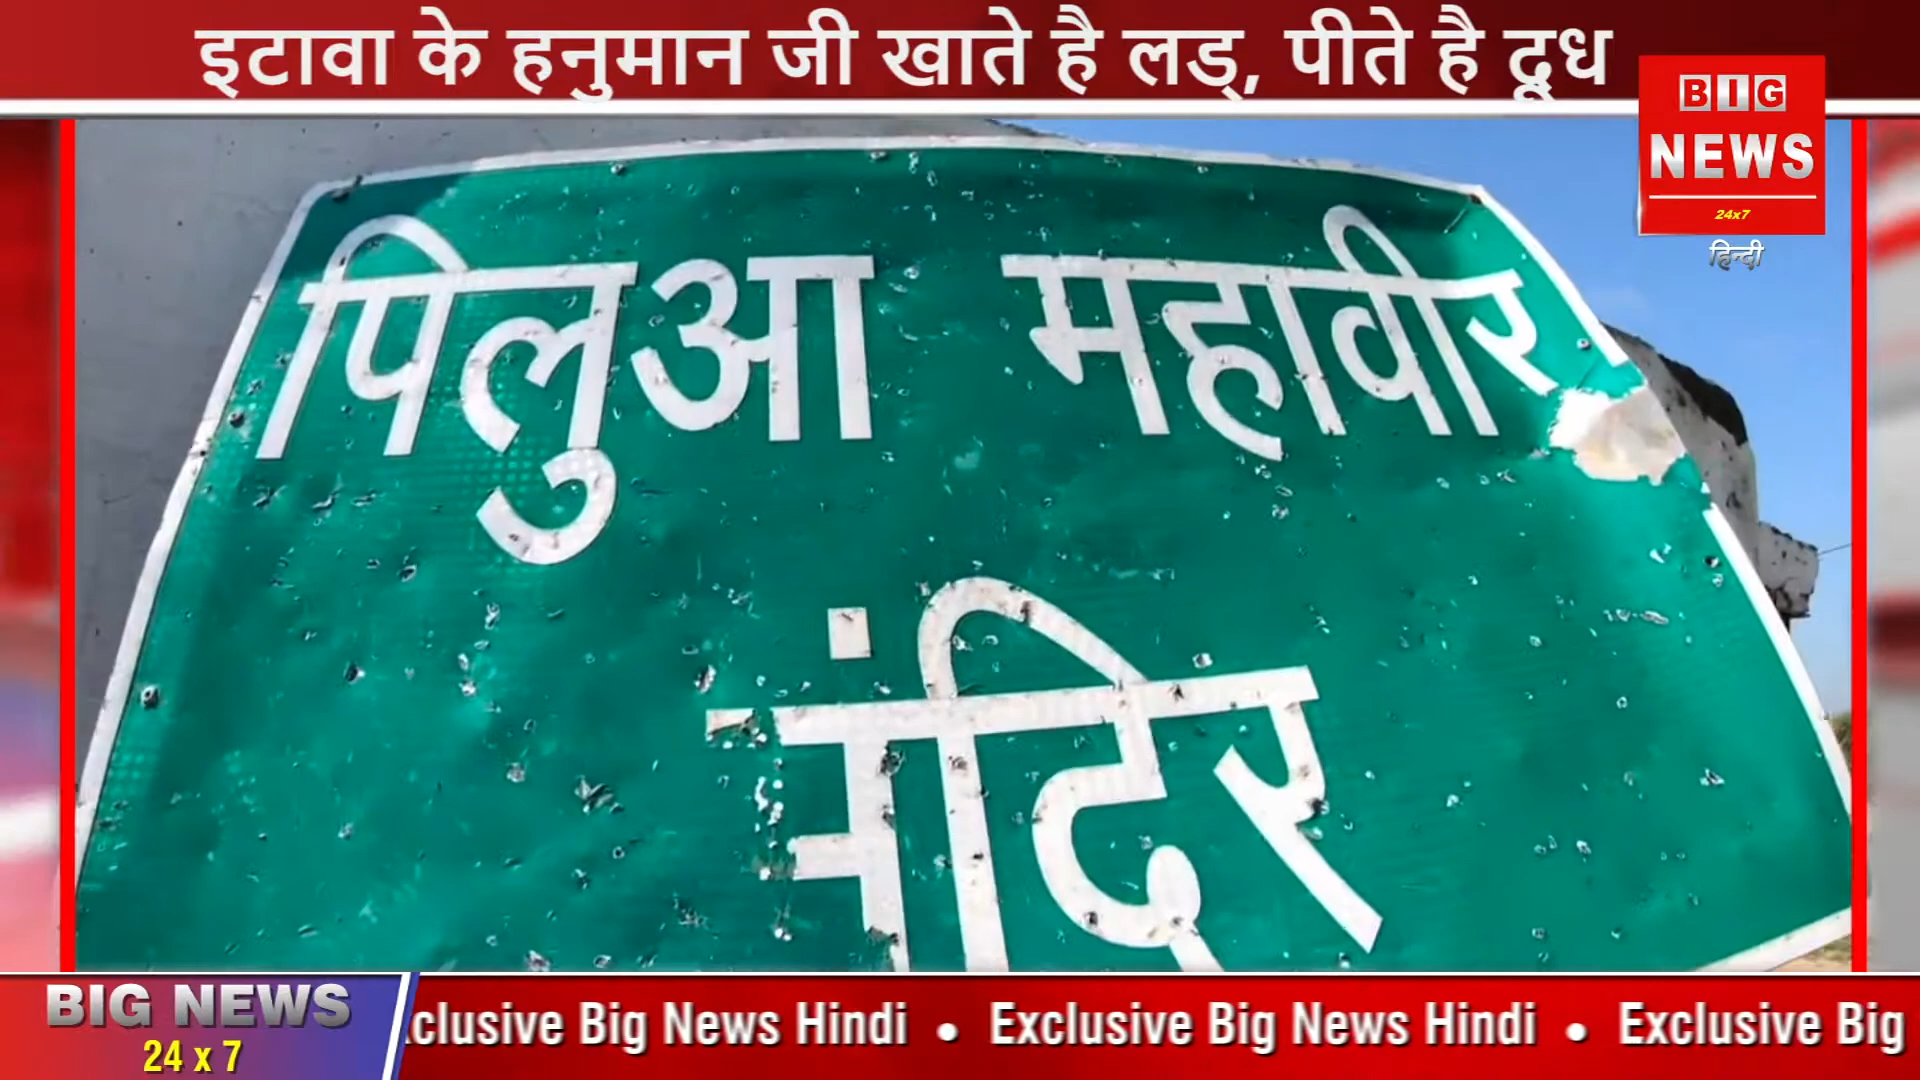 इटावा के हनुमान जी खाते है लड्, पीते है दूध
BIG
NEWS
24x7
हिन्दी
पिलुआ महावीर
मंदिर
BIG NEWS
24 x 7
clusive Big News Hindi • Exclusive Big News Hindi • Exclusive Big